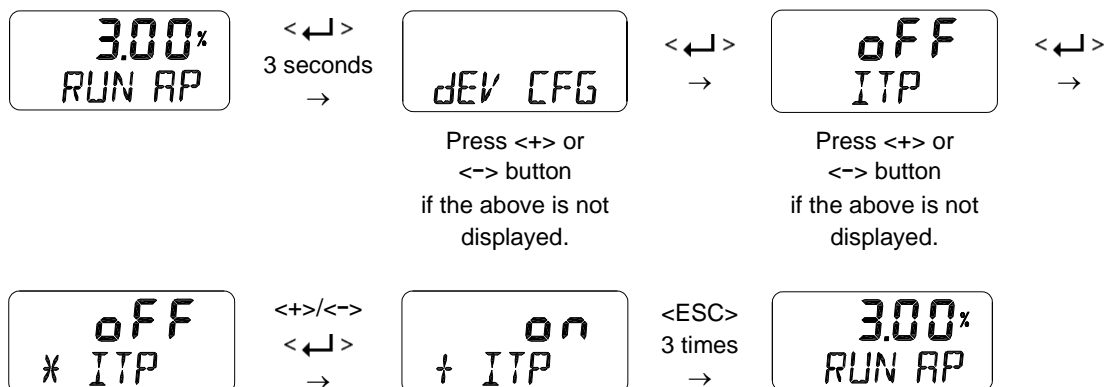 3.00%
RUN AP
< ↵ >
3 seconds
→
dEV CFG
< ↵ >
→
oFF
ITP
< ↵ >
→
Press <+> or
<-> button
if the above is not
displayed.
Press <+> or
<-> button
if the above is not
displayed.
oFF
* ITP
<+>/<->
< ↵ >
→
on
+ ITP
<ESC>
3 times
→
3.00%
RUN AP